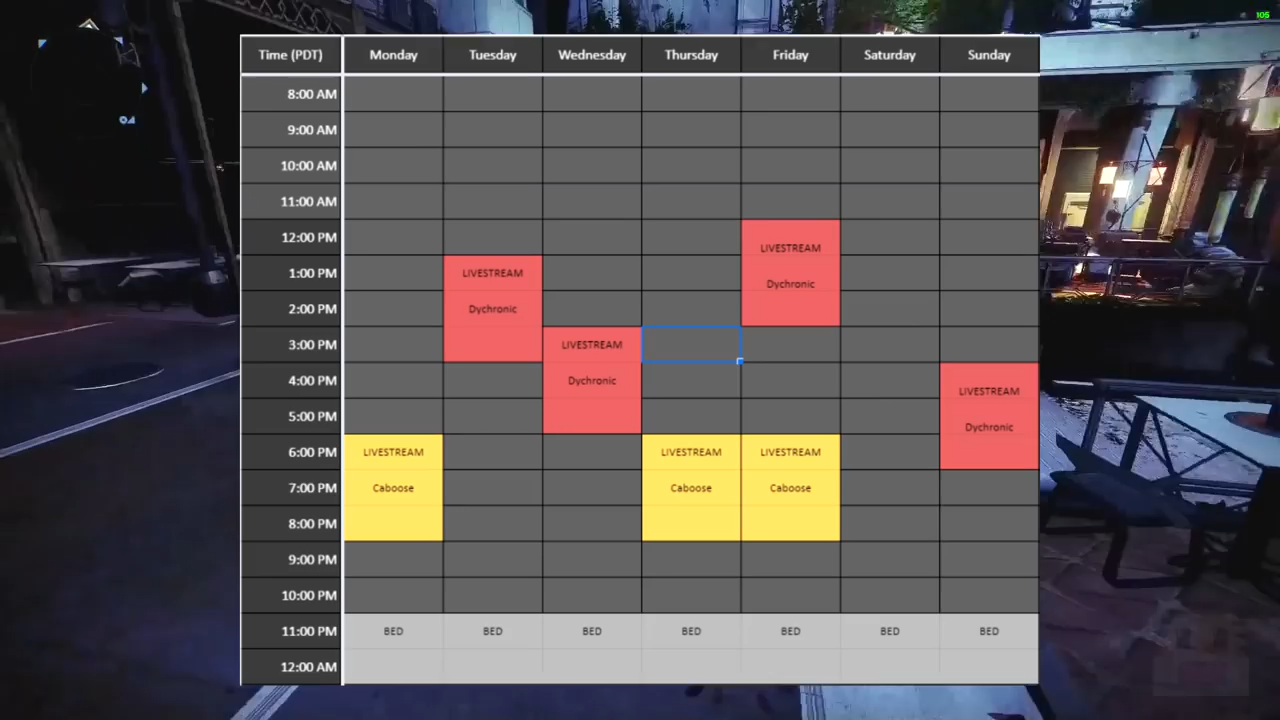 105
Time (PDT) Monday Tuesday Wednesday Thursday Friday Saturday Sunday
8:00 AM
9:00 AM
10:00 AM
11:00 AM
12:00 PM
LIVESTREAM
1:00 PM LIVESTREAM
Dychronic
2:00 PM Dychronic
3:00 PM LIVESTREAM
4:00 PM Dychronic
LIVESTREAM
5:00 PM
Dychronic
6:00 PM LIVESTREAM LIVESTREAM LIVESTREAM
7:00 PM Caboose Caboose Caboose
8:00 PM
9:00 PM
10:00 PM
11:00 PM BED BED BED BED BED BED BED
12:00 AM